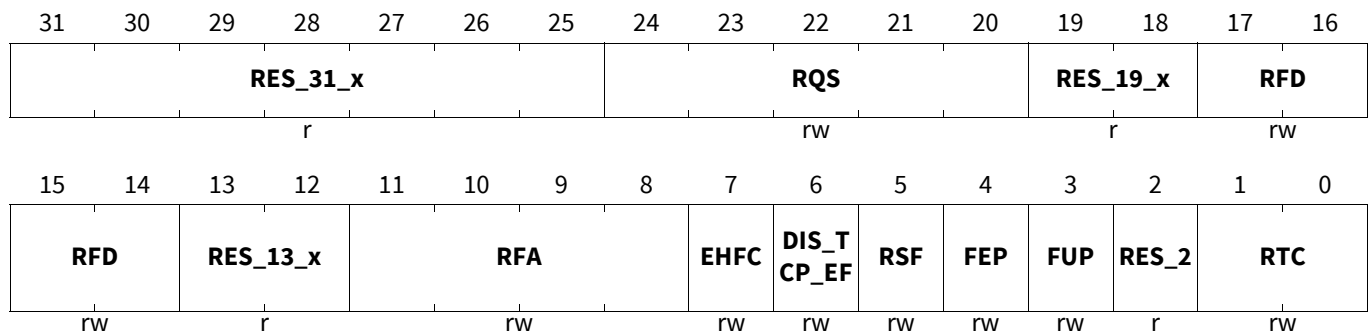 31 30 29 28 27 26 25 24 23 22 21 20 19 18 17 16
RES_31_x RQS RES_19_x RFD
r rw r rw
15 14 13 12 11 10 9 8 7 6 5 4 3 2 1 0
RFD RES_13_x RFA EHFC DIS_T RSF FEP FUP RES_2 RTC
CP_EF
rw r rw rw rw rw rw rw r rw